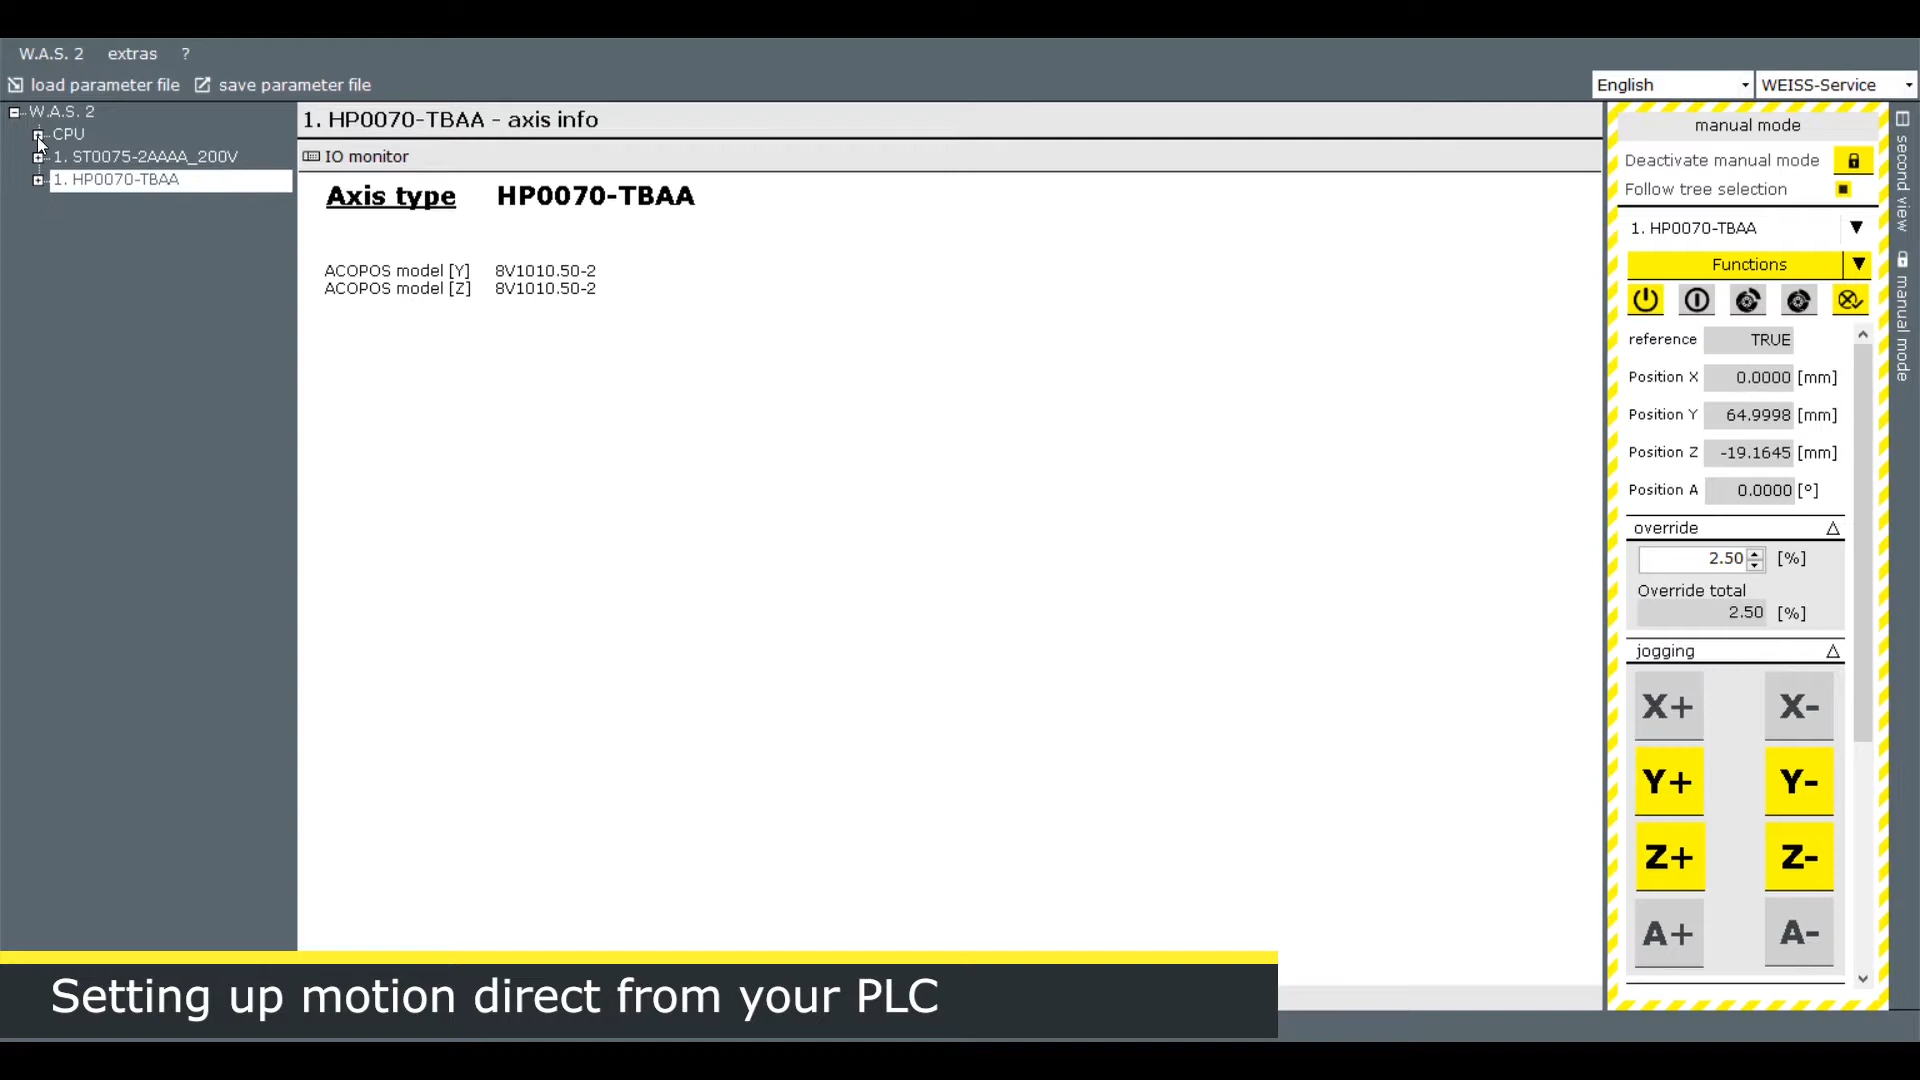 W.A.S. 2 extras ?
load parameter file save parameter file English WEISS-Service
W.A.S. 2
CPU
1. ST0075-2AAAA_200V
1. HP0070-TBAA
1. HP0070-TBAA - axis info
IO monitor
Axis type HP0070-TBAA
ACOPOS model [Y] 8V1010.50-2
ACOPOS model [Z] 8V1010.50-2
manual mode
Deactivate manual mode
Follow tree selection
1. HP0070-TBAA
Functions
reference TRUE
Position X 0.0000 [mm]
Position Y 64.9998 [mm]
Position Z -19.1645 [mm]
Position A 0.0000 [°]
override
2.50 [%]
Override total
2.50 [%]
jogging
X+ X-
Y+ Y-
Z+ Z-
A+ A-
second view
manual mode
Setting up motion direct from your PLC